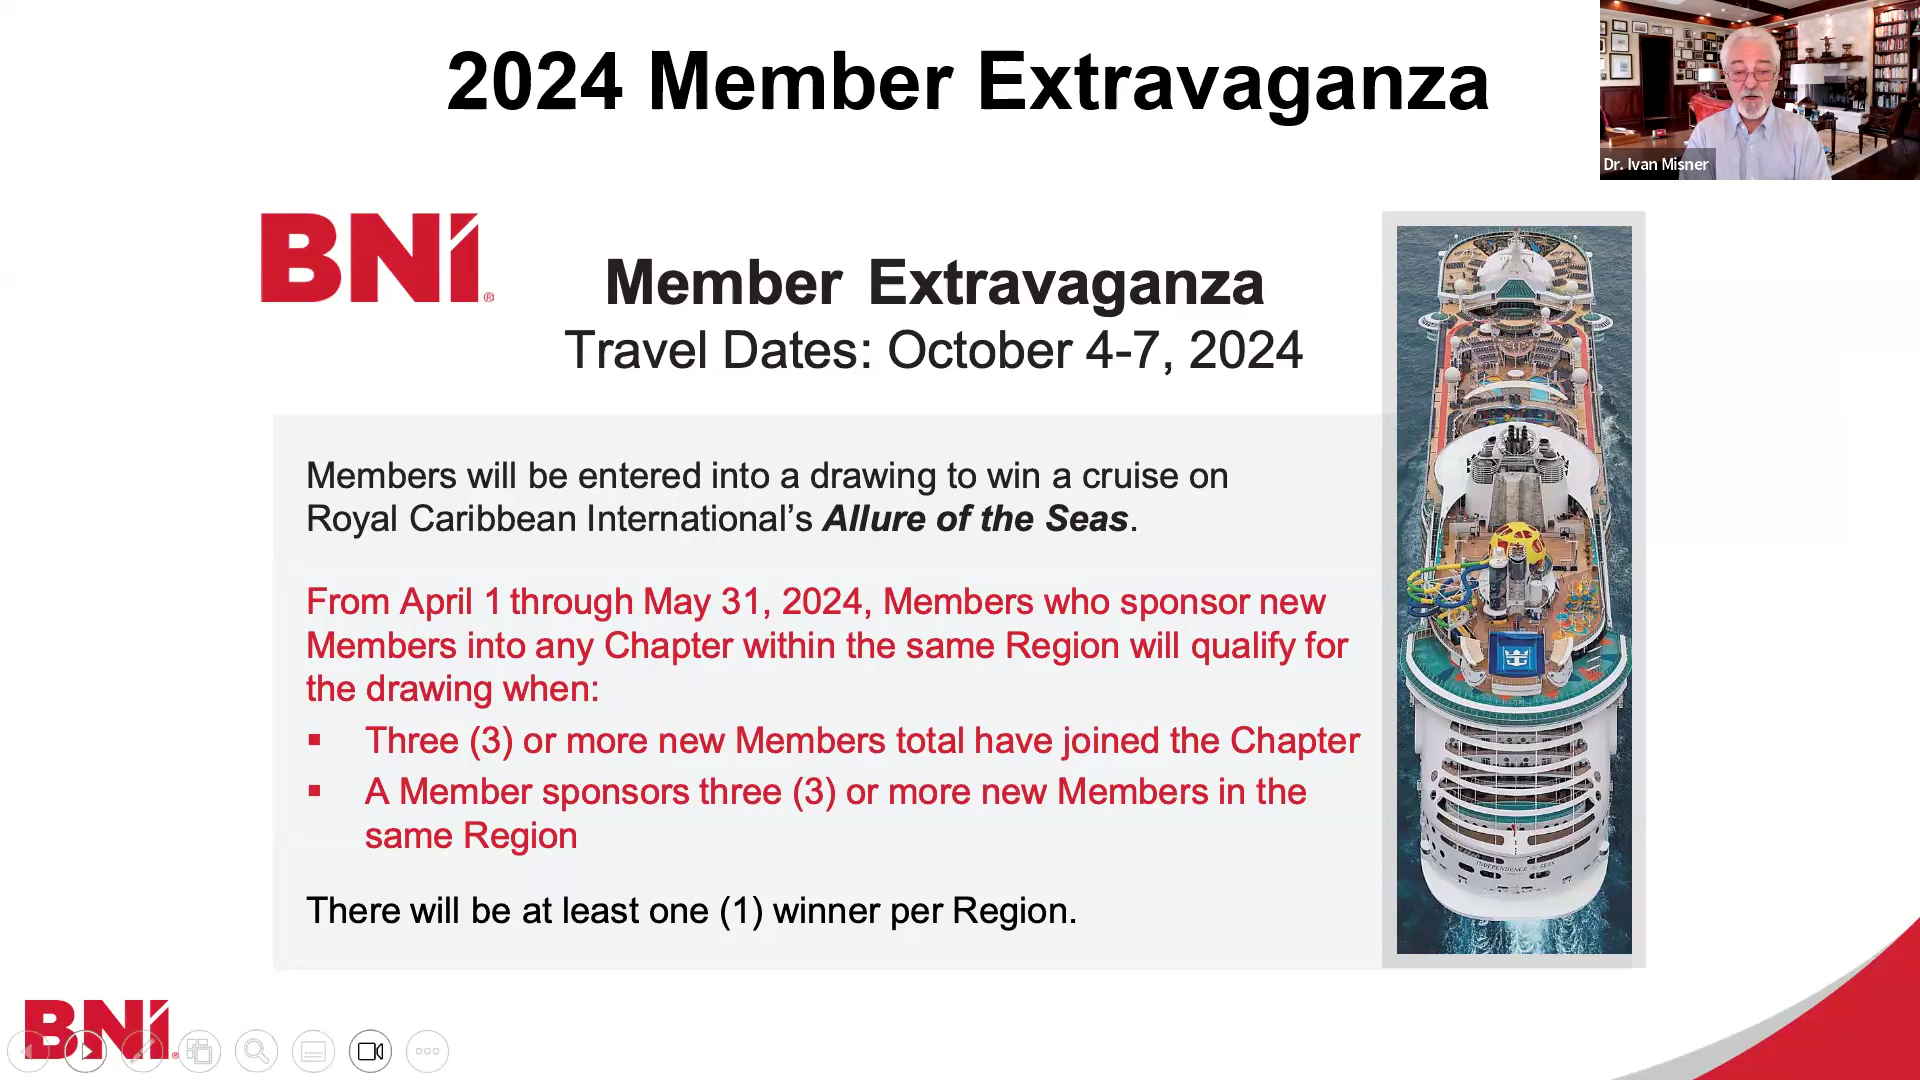 2024 Member Extravaganza
Dr. Ivan Misner
BNI®
Member Extravaganza
Travel Dates: October 4-7, 2024
Members will be entered into a drawing to win a cruise on
Royal Caribbean International’s Allure of the Seas.
From April 1 through May 31, 2024, Members who sponsor new
Members into any Chapter within the same Region will qualify for
the drawing when:
▪ Three (3) or more new Members total have joined the Chapter
▪ A Member sponsors three (3) or more new Members in the
same Region
There will be at least one (1) winner per Region.
INDEPENDENCE OF THE SEAS
BNI®